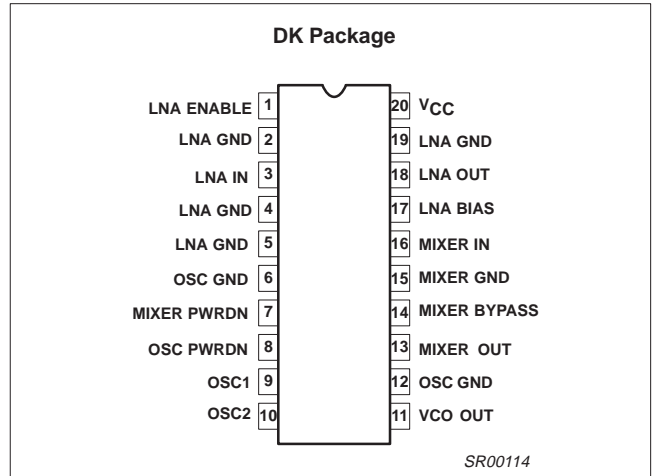 DK Package
LNA ENABLE 1 20 VCC
LNA GND 2 19 LNA GND
LNA IN 3 18 LNA OUT
LNA GND 4 17 LNA BIAS
LNA GND 5 16 MIXER IN
OSC GND 6 15 MIXER GND
MIXER PWRDN 7 14 MIXER BYPASS
OSC PWRDN 8 13 MIXER OUT
OSC1 9 12 OSC GND
OSC2 10 11 VCO OUT
SR00114